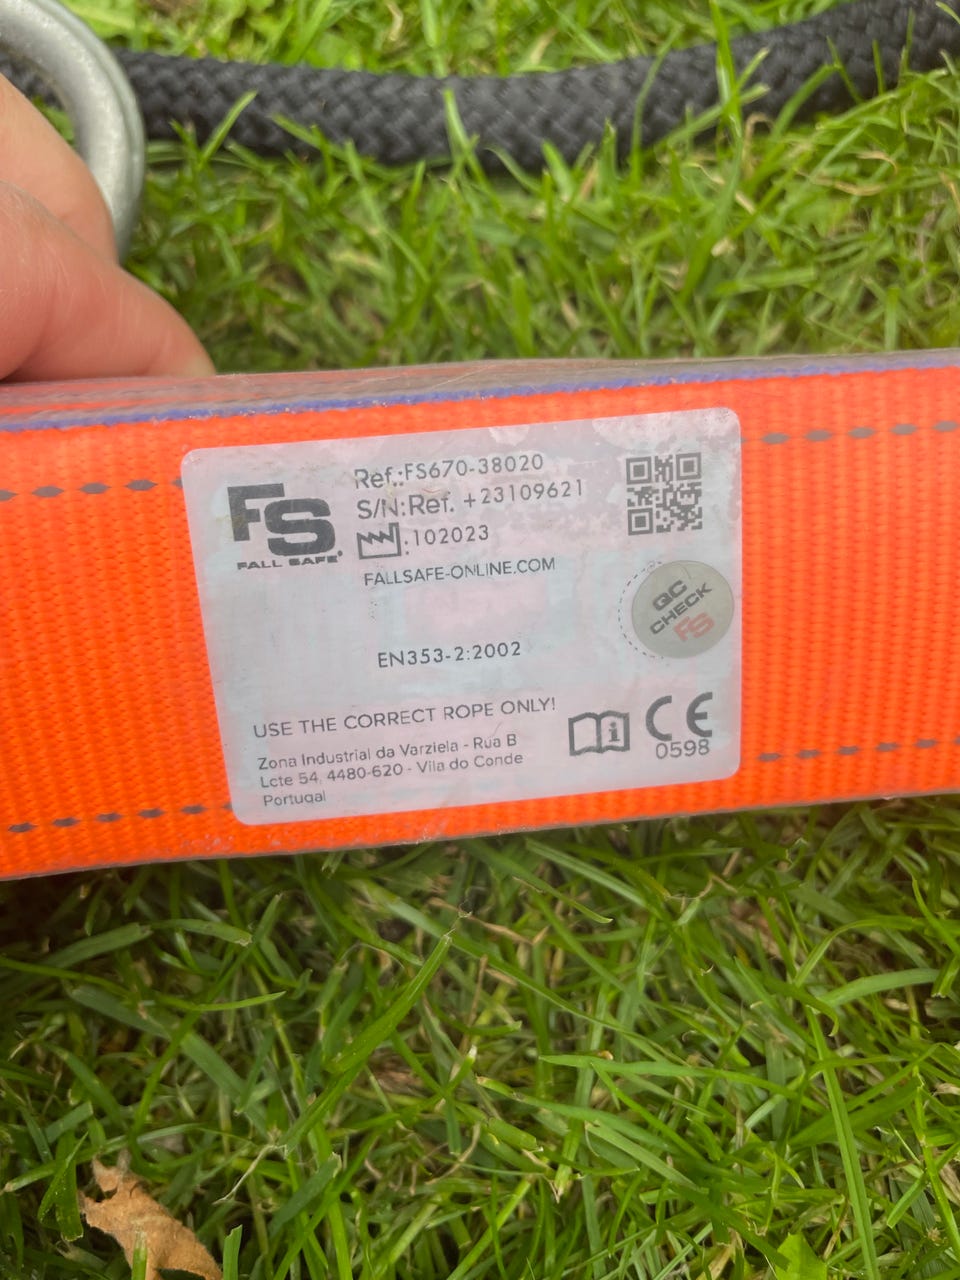 FS
FALL SAFE®
Ref.:FS670-38020
S/N:Ref. +23109621
:102023
FALLSAFE-ONLINE.COM
QC
CHECK
FS
EN353-2:2002
USE THE CORRECT ROPE ONLY!
Zona Industrial da Varziela - Rua B
Lote 54, 4480-620 - Vila do Conde
Portugal
i
CE
0598